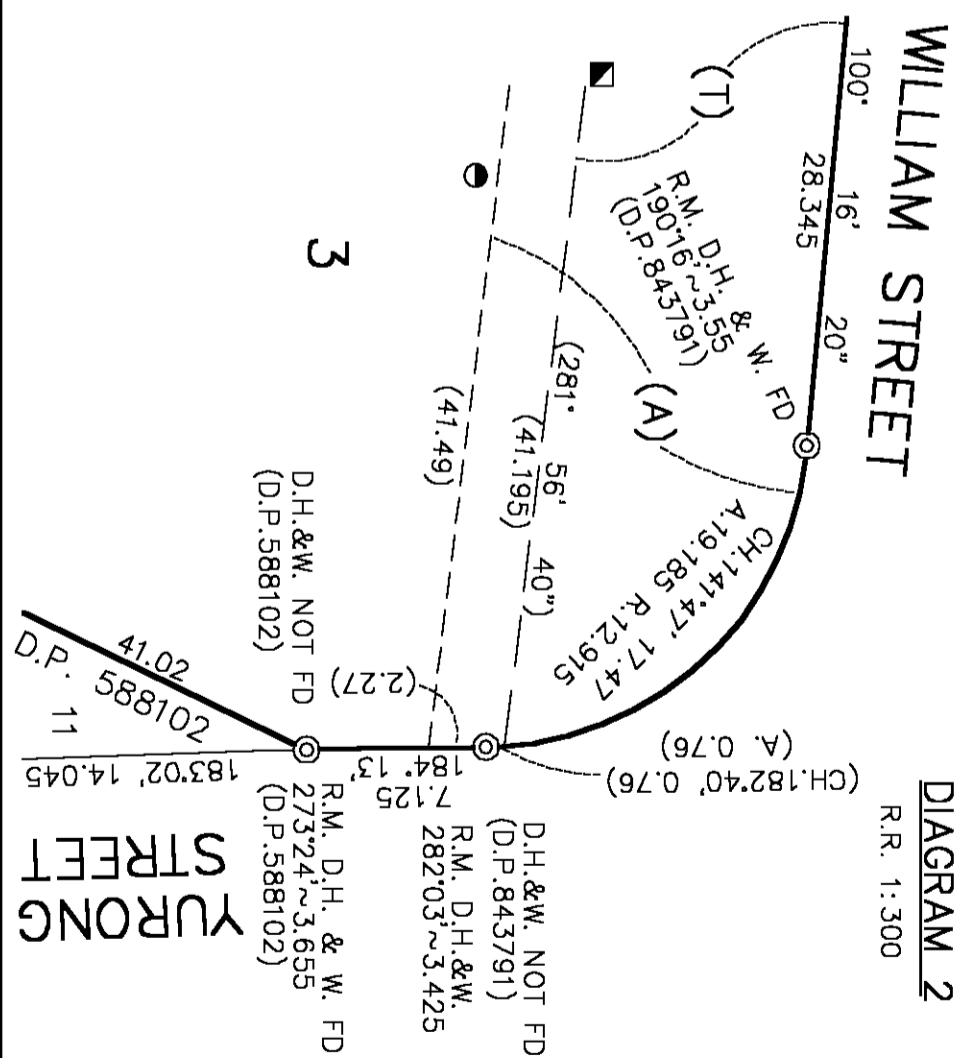 DIAGRAM 2
R.R. 1:300
WILLIAM STREET
100° 16' 20"
28.345
(T)
R.M. D.H. & W. FD
190°16'~3.55
(D.P.843791)
(A)
CH.141°47' 17.47
A.19.185 R.12.915
(281° 56' 40")
(41.195)
(41.49)
3
(CH.182°40' 0.76)
(A. 0.76)
D.H.&W. NOT FD
(D.P.843791)
R.M. D.H.&W.
282°03'~3.425
(2.27)
184° 13'
7.125
D.H.&W. NOT FD
(D.P.588102)
R.M. D.H. & W. FD
273°24'~3.655
(D.P.588102)
41.02
D.P. 588102
11
183°02' 14.045
YURONG
STREET